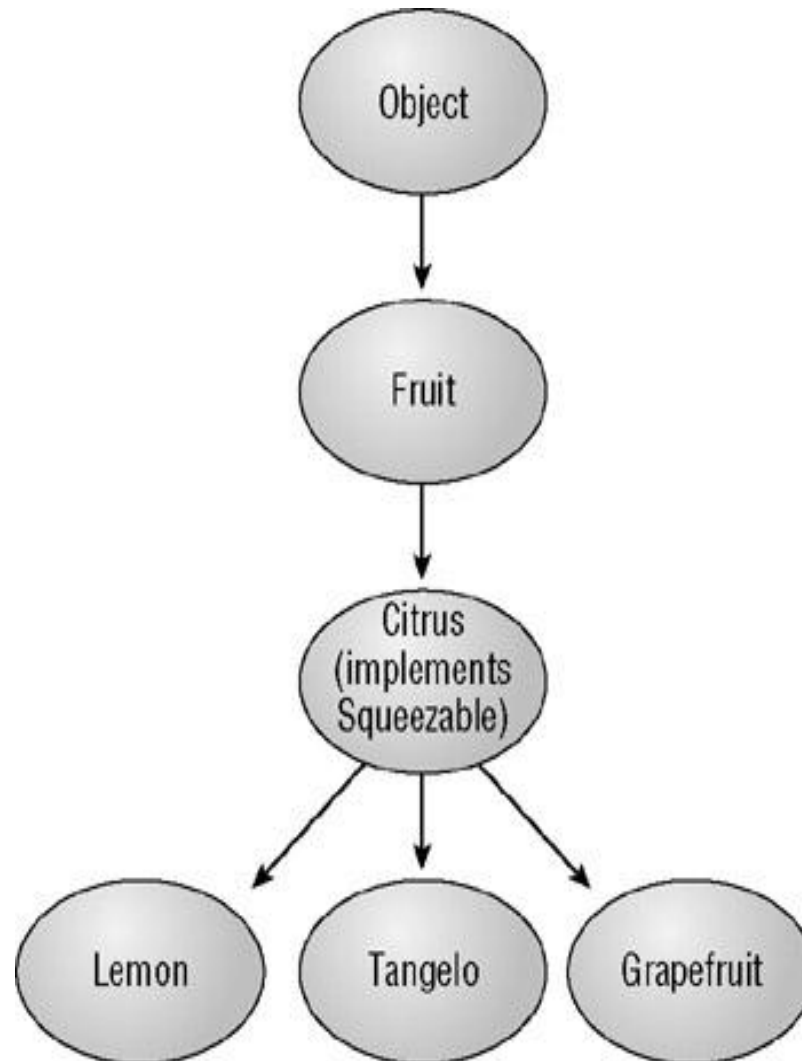 Object
Fruit
Citrus
(implements
Squeezable)
Lemon
Tangelo
Grapefruit